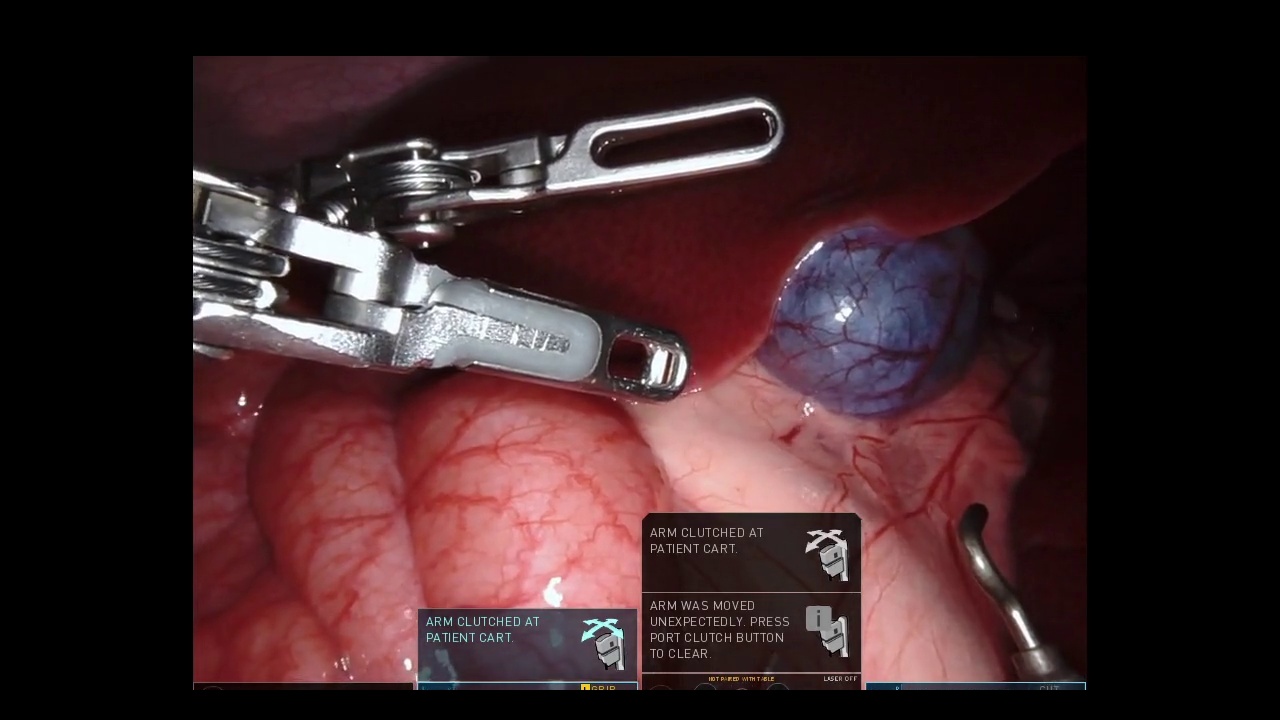 ARM CLUTCHED AT
PATIENT CART.
ARM WAS MOVED
UNEXPECTEDLY. PRESS
PORT CLUTCH BUTTON
TO CLEAR.
ARM CLUTCHED AT
PATIENT CART.
NOT PAIRED WITH TABLE
LASER OFF
GRIP
CUT